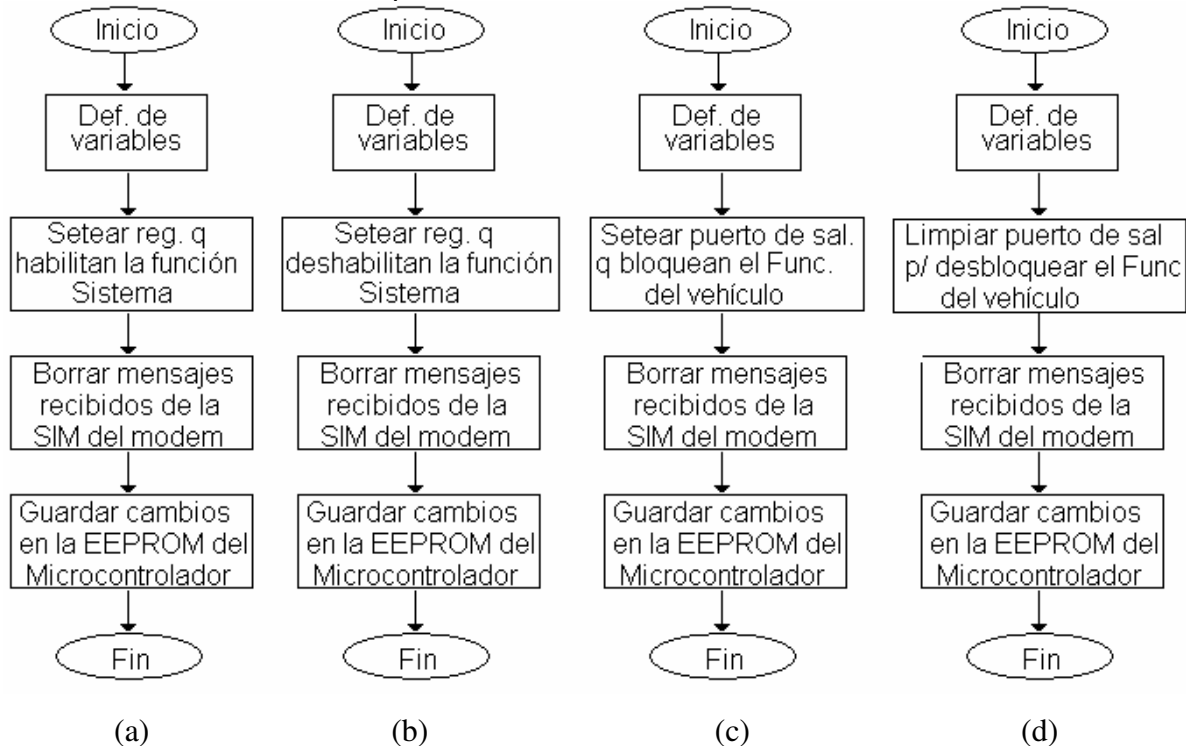 Inicio
Def. de
variables
Setear reg. q
habilitan la función
Sistema
Borrar mensajes
recibidos de la
SIM del modem
Guardar cambios
en la EEPROM del
Microcontrolador
Fin
(a)
Inicio
Def. de
variables
Setear reg. q
deshabilitan la función
Sistema
Borrar mensajes
recibidos de la
SIM del modem
Guardar cambios
en la EEPROM del
Microcontrolador
Fin
(b)
Inicio
Def. de
variables
Setear puerto de sal.
q bloquean el Func.
del vehículo
Borrar mensajes
recibidos de la
SIM del modem
Guardar cambios
en la EEPROM del
Microcontrolador
Fin
(c)
Inicio
Def. de
variables
Limpiar puerto de sal
p/ desbloquear el Func
del vehículo
Borrar mensajes
recibidos de la
SIM del modem
Guardar cambios
en la EEPROM del
Microcontrolador
Fin
(d)